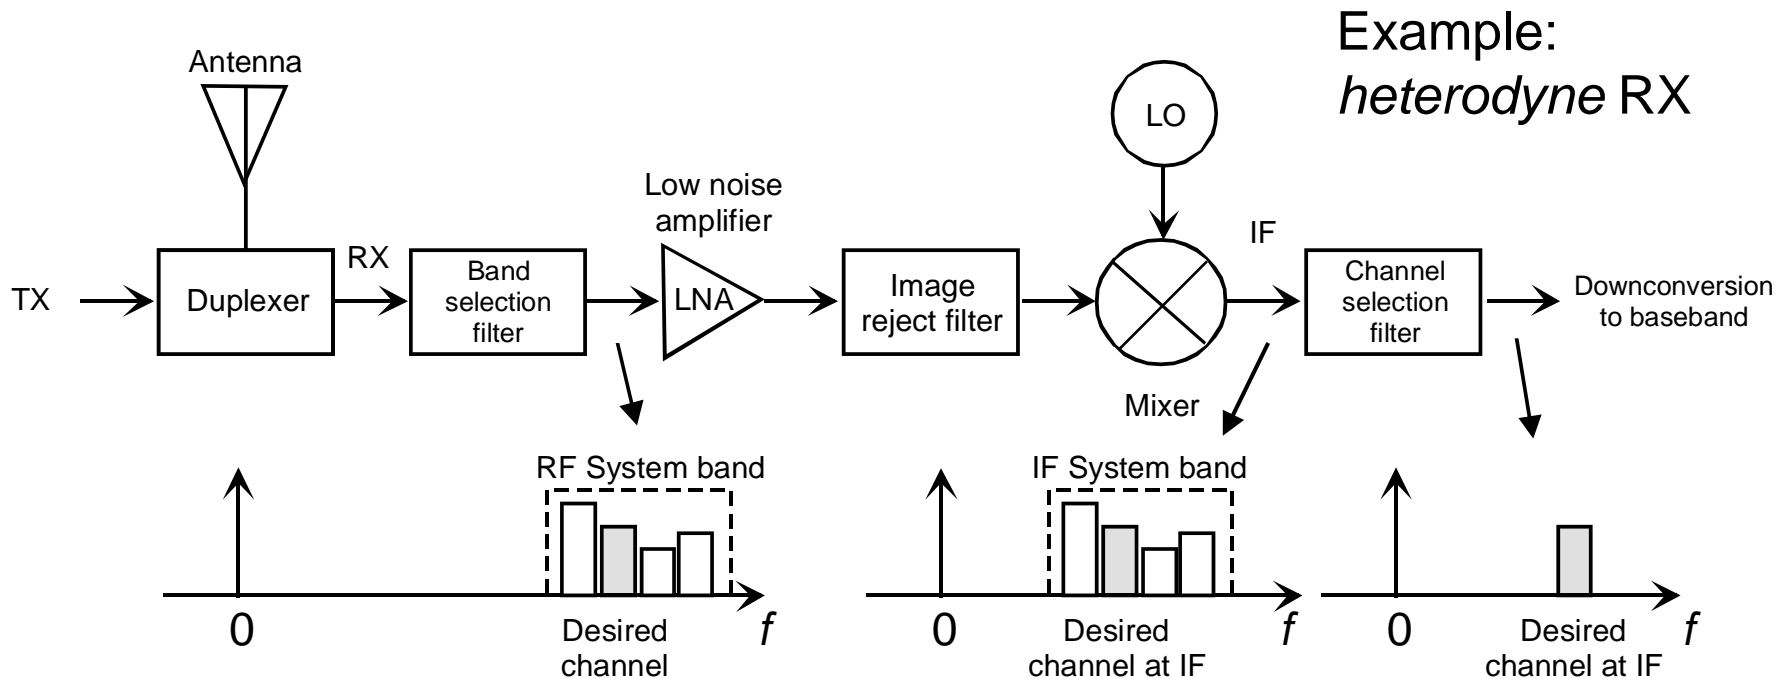 Example:
heterodyne RX
Antenna
LO
Low noise
amplifier
TX
Duplexer
RX
Band
selection
filter
LNA
Image
reject filter
Mixer
IF
Channel
selection
filter
Downconversion
to baseband
RF System band
0
Desired
channel
f
IF System band
0
Desired
channel at IF
f
0
Desired
channel at IF
f